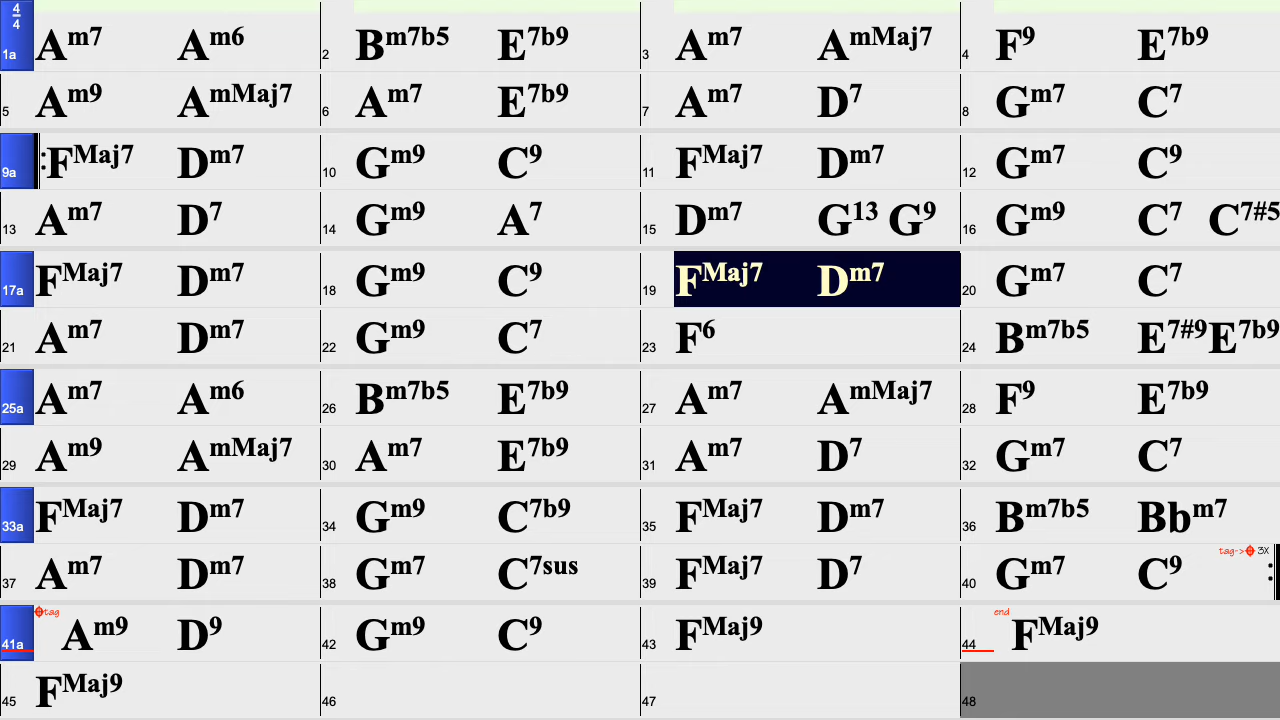 4/4
1a Am7 Am6 2 Bm7b5 E7b9 3 Am7 AmMaj7 4 F9 E7b9
5 Am9 AmMaj7 6 Am7 E7b9 7 Am7 D7 8 Gm7 C7
9a :FMaj7 Dm7 10 Gm9 C9 11 FMaj7 Dm7 12 Gm7 C9
13 Am7 D7 14 Gm9 A7 15 Dm7 G13 G9 16 Gm9 C7 C7#5
17a FMaj7 Dm7 18 Gm9 C9 19 FMaj7 Dm7 20 Gm7 C7
21 Am7 Dm7 22 Gm9 C7 23 F6 24 Bm7b5 E7#9 E7b9
25a Am7 Am6 26 Bm7b5 E7b9 27 Am7 AmMaj7 28 F9 E7b9
29 Am9 AmMaj7 30 Am7 E7b9 31 Am7 D7 32 Gm7 C7
33a FMaj7 Dm7 34 Gm9 C7b9 35 FMaj7 Dm7 36 Bm7b5 Bbm7
tag-> 3X
37 Am7 Dm7 38 Gm7 C7sus 39 FMaj7 D7 40 Gm7 C9 :
tag end
41a Am9 D9 42 Gm9 C9 43 FMaj9 44 FMaj9
45 FMaj9 46 47 48